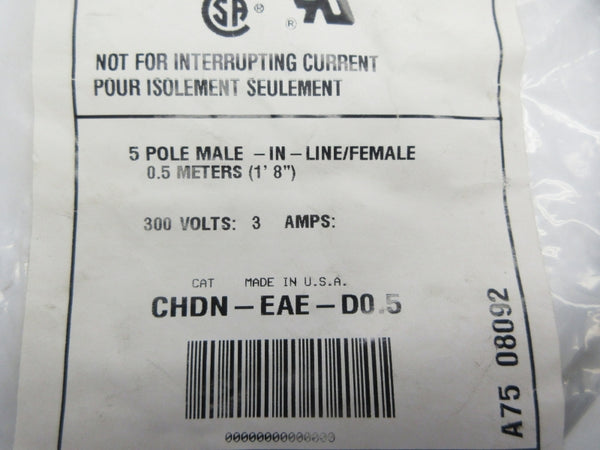 SA ® ®
NOT FOR INTERRUPTING CURRENT
POUR ISOLEMENT SEULEMENT
5 POLE MALE – IN – LINE/FEMALE
0.5 METERS (1' 8")
300 VOLTS: 3 AMPS:
CAT MADE IN U.S.A.
CHDN – EAE – D0.5
A75 08092